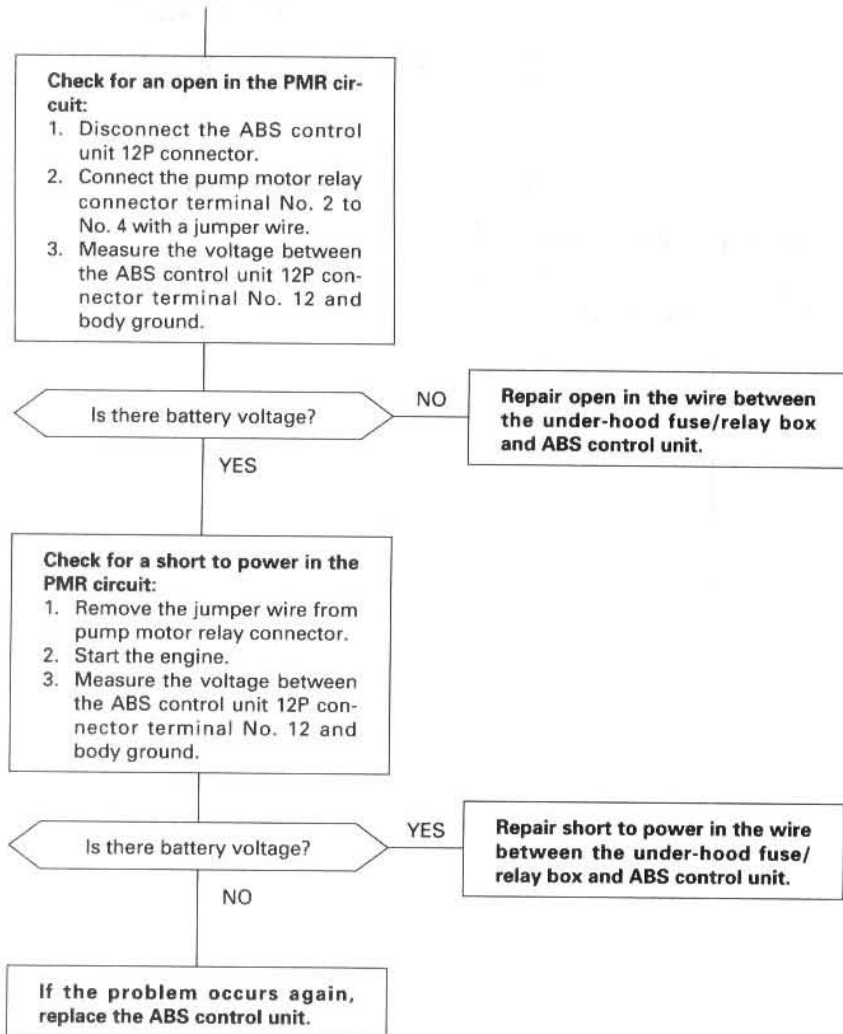 Check for an open in the PMR cir-
cuit:
1. Disconnect the ABS control
unit 12P connector.
2. Connect the pump motor relay
connector terminal No. 2 to
No. 4 with a jumper wire.
3. Measure the voltage between
the ABS control unit 12P con-
nector terminal No. 12 and
body ground.
Is there battery voltage?
NO
Repair open in the wire between
the under-hood fuse/relay box
and ABS control unit.
YES
Check for a short to power in the
PMR circuit:
1. Remove the jumper wire from
pump motor relay connector.
2. Start the engine.
3. Measure the voltage between
the ABS control unit 12P con-
nector terminal No. 12 and
body ground.
Is there battery voltage?
YES
Repair short to power in the wire
between the under-hood fuse/
relay box and ABS control unit.
NO
If the problem occurs again,
replace the ABS control unit.